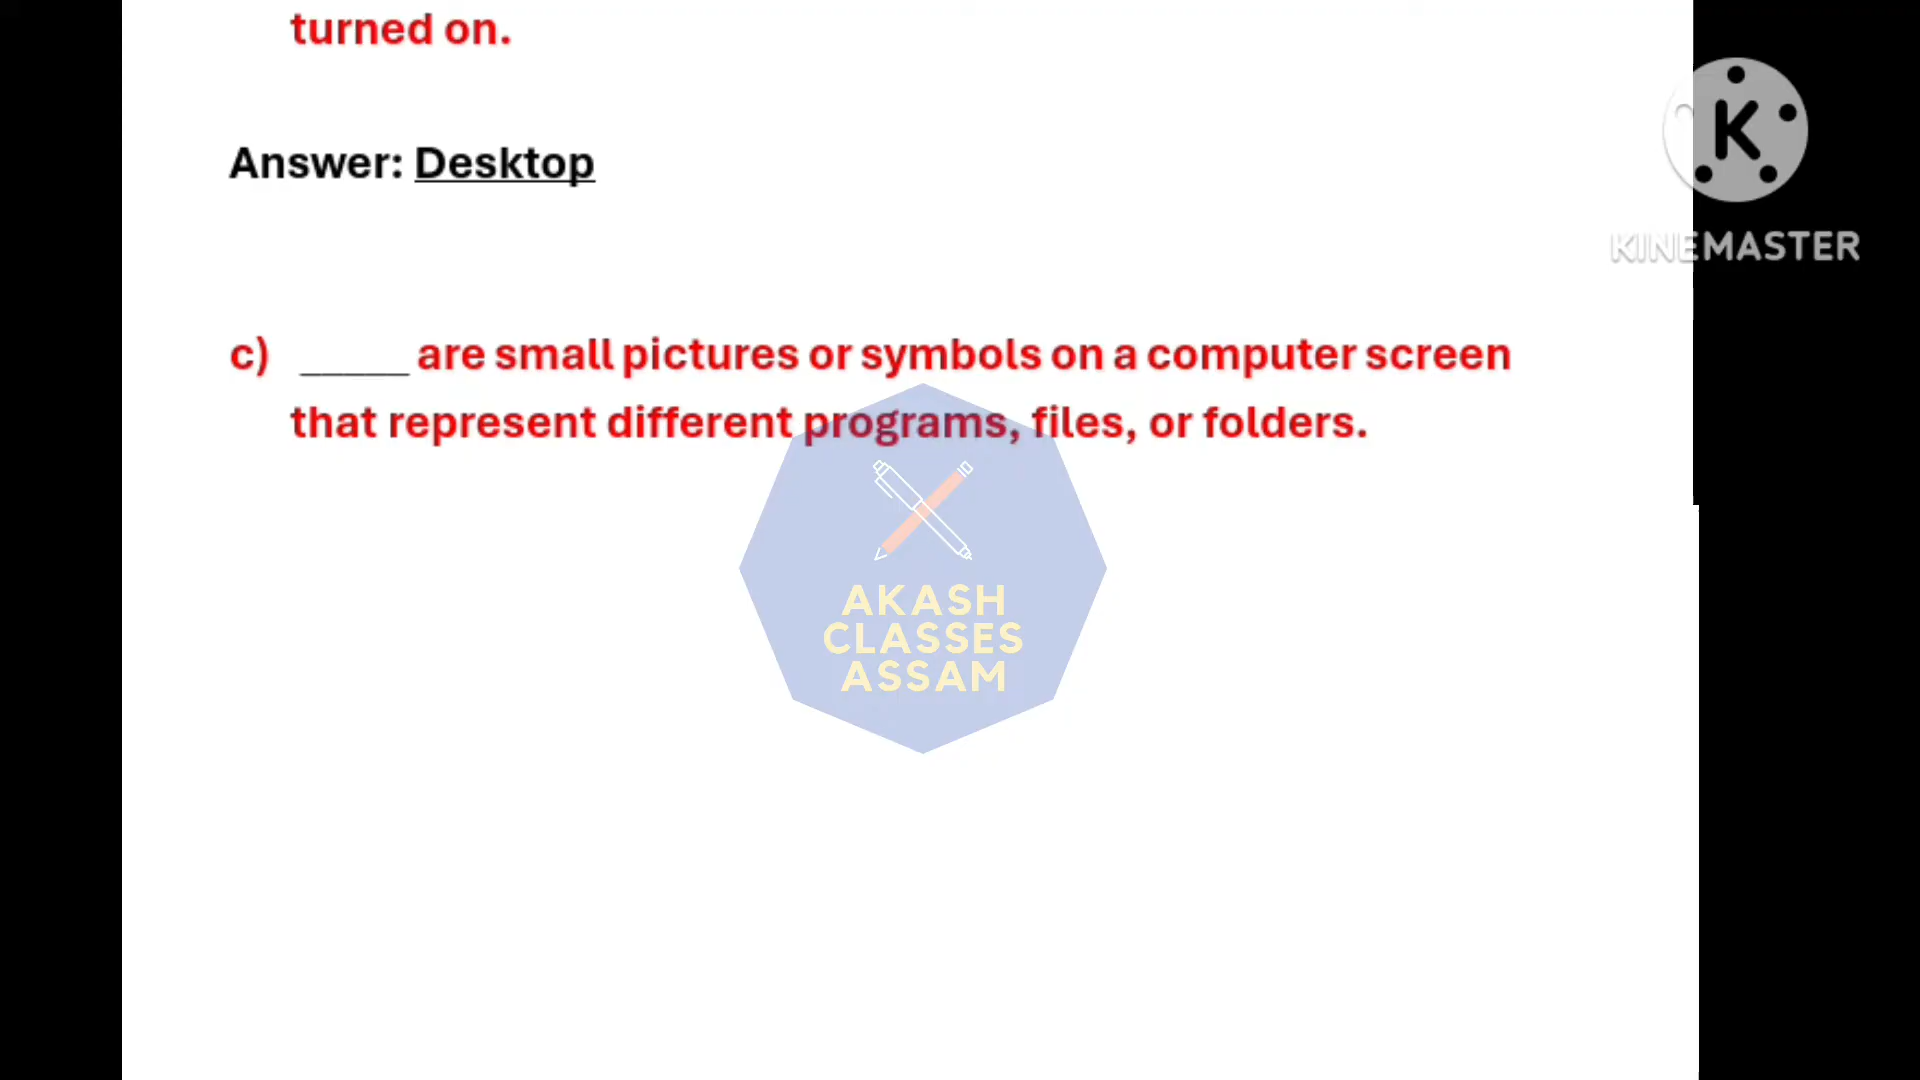 turned on.
K
KINEMASTER
Answer: Desktop
c) _____ are small pictures or symbols on a computer screen
that represent different programs, files, or folders.
AKASH
CLASSES
ASSAM